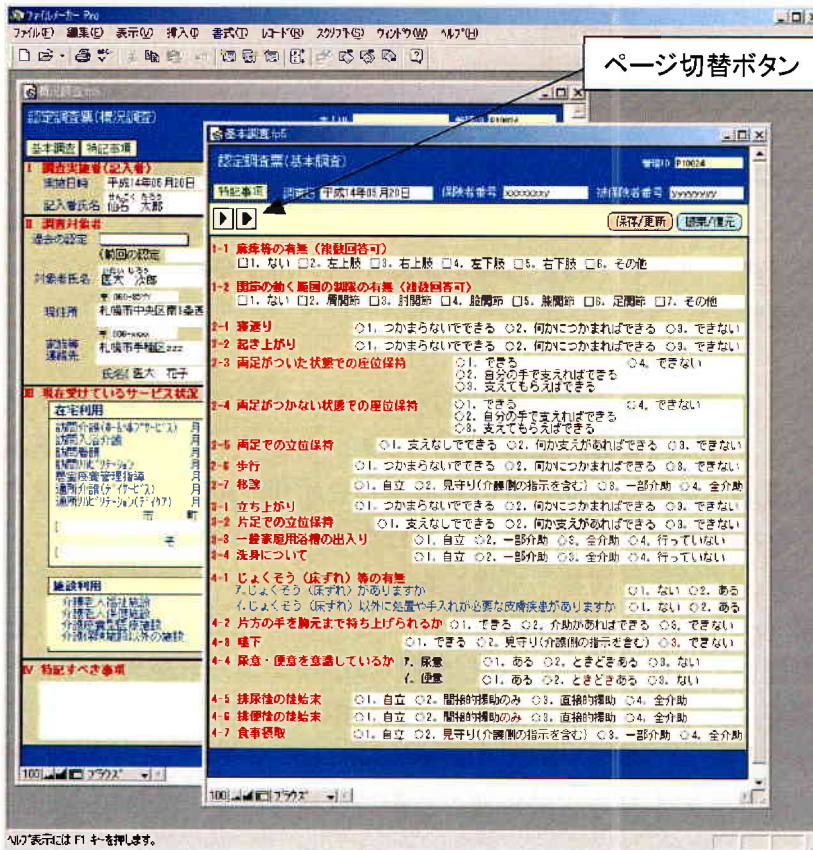 ファイルメーカー Pro
ファイル(F) 編集(E) 表示(V) 挿入(I) 書式(T) レコード(R) スクリプト(S) ウィンドウ(W) ヘルプ(H)
ページ切替ボタン
認定調査票(概況調査)
基本調査 特記事項
I 調査実施者(記入者)
実施日時 平成14年05月20日
記入者氏名 仙石 太郎
II 調査対象者
過去の認定
(前回の認定
対象者氏名 医大 次郎
現住所 札幌市中央区南1条西
家族等
連絡先 札幌市手稲区zzz
氏名( 医大 花子
III 現在受けているサービス状況
在宅利用
訪問介護(ホームヘルプサービス) 月
訪問入浴介護 月
訪問看護 月
訪問リハビリテーション 月
居宅療養管理指導 月
通所介護(デイサービス) 月
通所リハビリテーション(デイケア) 月
市 町
[
そ
[
施設利用
介護老人福祉施設
介護老人保健施設
介護療養型医療施設
介護保険施設以外の施設
IV 特記すべき事項
100 ブラウズ
基本調査.fp5
認定調査票(基本調査) 管理ID P10024
特記事項 調査日 平成14年05月20日 保険者番号 xxxxxxxy 被保険者番号 yyyyyyyy
保存/更新 破棄/復元
1-1 麻痺等の有無(複数回答可)
□1. ない □2. 左上肢 □3. 右上肢 □4. 左下肢 □5. 右下肢 □6. その他
1-2 関節の動く範囲の制限の有無(複数回答可)
□1. ない □2. 肩関節 □3. 肘関節 □4. 股関節 □5. 膝関節 □6. 足関節 □7. その他
2-1 寝返り ○1. つかまらないでできる ○2. 何かにつかまればできる ○3. できない
2-2 起き上がり ○1. つかまらないでできる ○2. 何かにつかまればできる ○3. できない
2-3 両足がついた状態での座位保持 ○1. できる ○4. できない
○2. 自分の手で支えればできる
○3. 支えてもらえばできる
2-4 両足がつかない状態での座位保持 ○1. できる ○4. できない
○2. 自分の手で支えればできる
○3. 支えてもらえばできる
2-5 両足での立位保持 ○1. 支えなしでできる ○2. 何か支えがあればできる ○3. できない
2-6 歩行 ○1. つかまらないでできる ○2. 何かにつかまればできる ○3. できない
2-7 移譲 ○1. 自立 ○2. 見守り(介護側の指示を含む) ○3. 一部介助 ○4. 全介助
3-1 立ち上がり ○1. つかまらないでできる ○2. 何かにつかまればできる ○3. できない
3-2 片足での立位保持 ○1. 支えなしでできる ○2. 何か支えがあればできる ○3. できない
3-3 一般家庭用浴槽の出入り ○1. 自立 ○2. 一部介助 ○3. 全介助 ○4. 行っていない
3-4 洗身について ○1. 自立 ○2. 一部介助 ○3. 全介助 ○4. 行っていない
4-1 じょくそう(床ずれ)等の有無
ア.じょくそう(床ずれ)がありますか ○1. ない ○2. ある
イ.じょくそう(床ずれ)以外に処置や手入れが必要な皮膚疾患がありますか ○1. ない ○2. ある
4-2 片方の手を胸元まで持ち上げられるか ○1. できる ○2. 介助があればできる ○3. できない
4-3 嚥下 ○1. できる ○2. 見守り(介護側の指示を含む) ○3. できない
4-4 尿意・便意を意識しているか ア. 尿意 ○1. ある ○2. ときどきある ○3. ない
イ. 便意 ○1. ある ○2. ときどきある ○3. ない
4-5 排尿後の後始末 ○1. 自立 ○2. 間接的援助のみ ○3. 直接的援助 ○4. 全介助
4-6 排便後の後始末 ○1. 自立 ○2. 間接的援助のみ ○3. 直接的援助 ○4. 全介助
4-7 食事摂取 ○1. 自立 ○2. 見守り(介護側の指示を含む) ○3. 一部介助 ○4. 全介助
100 ブラウズ
ヘルプ表示には F1 キーを押します。